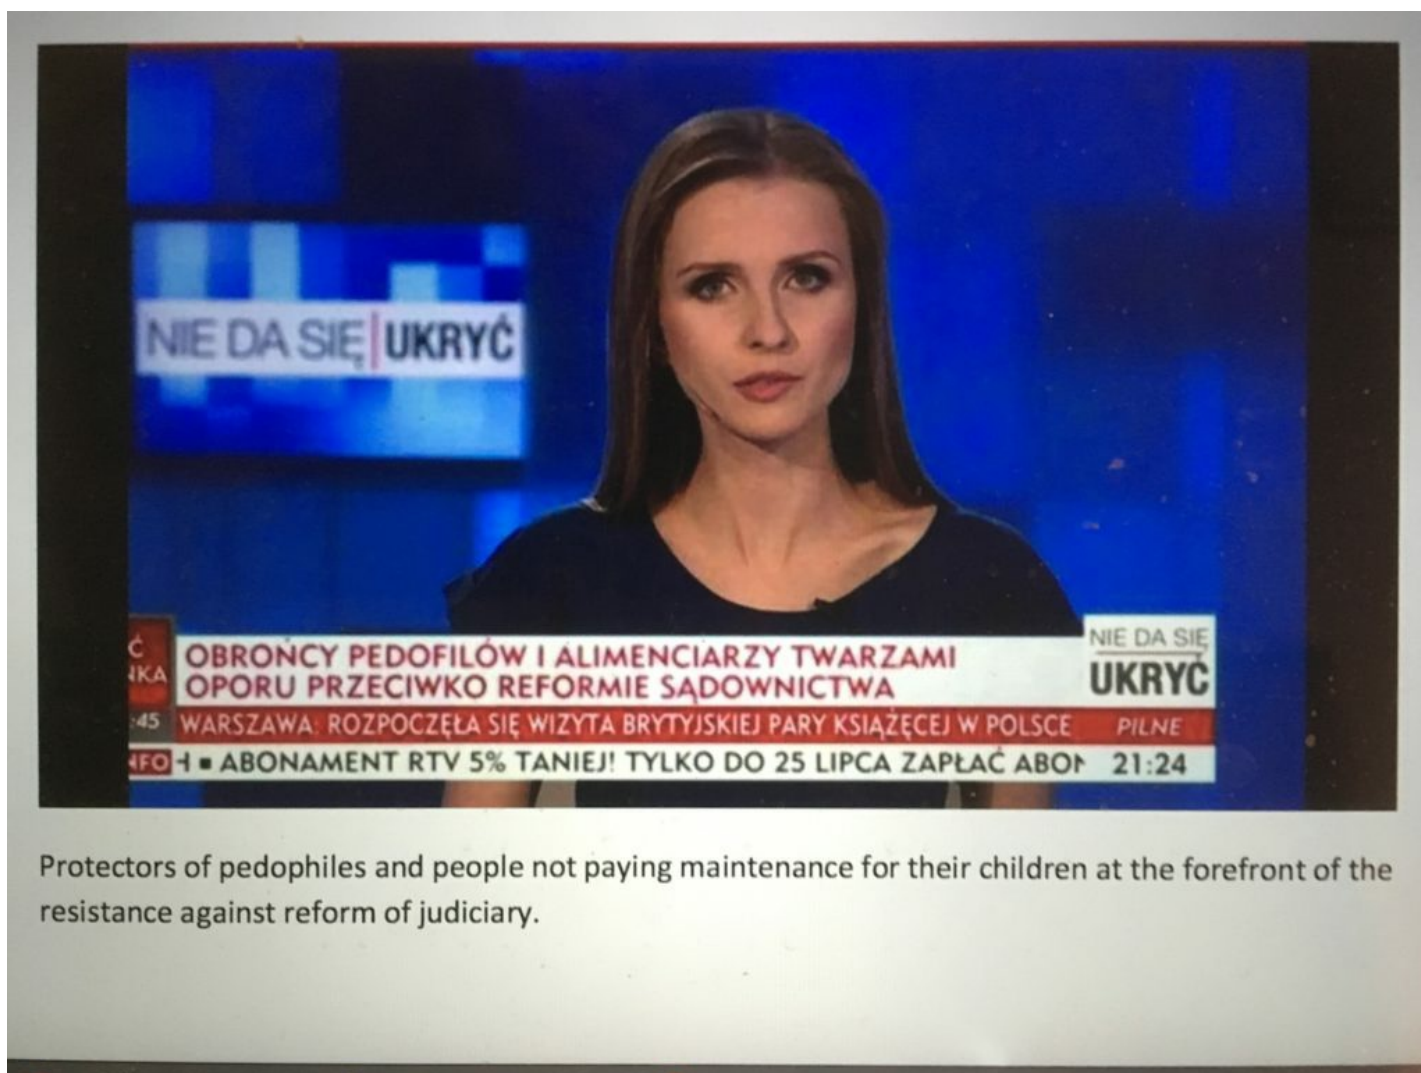 NIE DA SIĘ UKRYĆ
Ć
NKA
OBROŃCY PEDOFILÓW I ALIMENCIARZY TWARZAMI
OPORU PRZECIWKO REFORMIE SĄDOWNICTWA
NIE DA SIĘ
UKRYĆ
:45
WARSZAWA: ROZPOCZĘŁA SIĘ WIZYTA BRYTYJSKIEJ PARY KSIĄŻĘCEJ W POLSCE
PILNE
INFO
■ ABONAMENT RTV 5% TANIEJ! TYLKO DO 25 LIPCA ZAPŁAĆ
21:24
Protectors of pedophiles and people not paying maintenance for their children at the forefront of the
resistance against reform of judiciary.